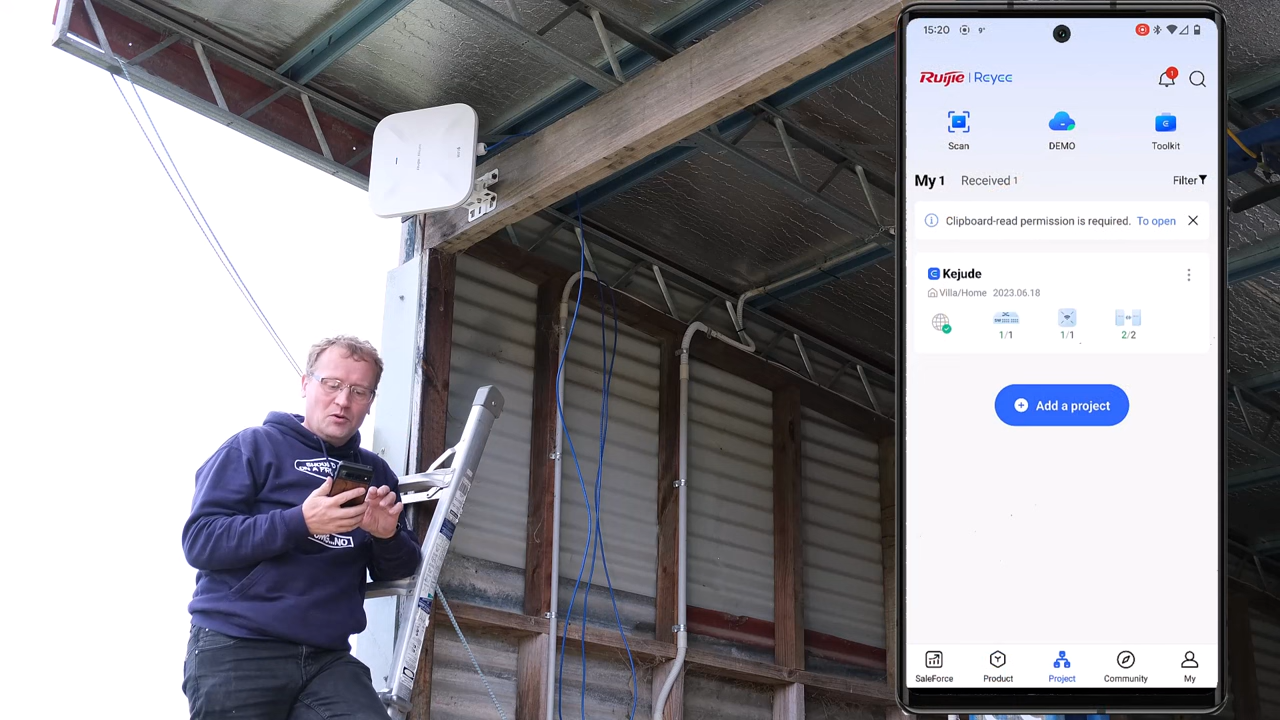 15:20
9°
Ruijie | Reyee
1
Scan
DEMO
Toolkit
My 1
Received 1
Filter
Clipboard-read permission is required. To open
Kejude
Villa/Home 2023.06.18
1/1
1/1
2/2
Add a project
SaleForce
Product
Project
Community
My